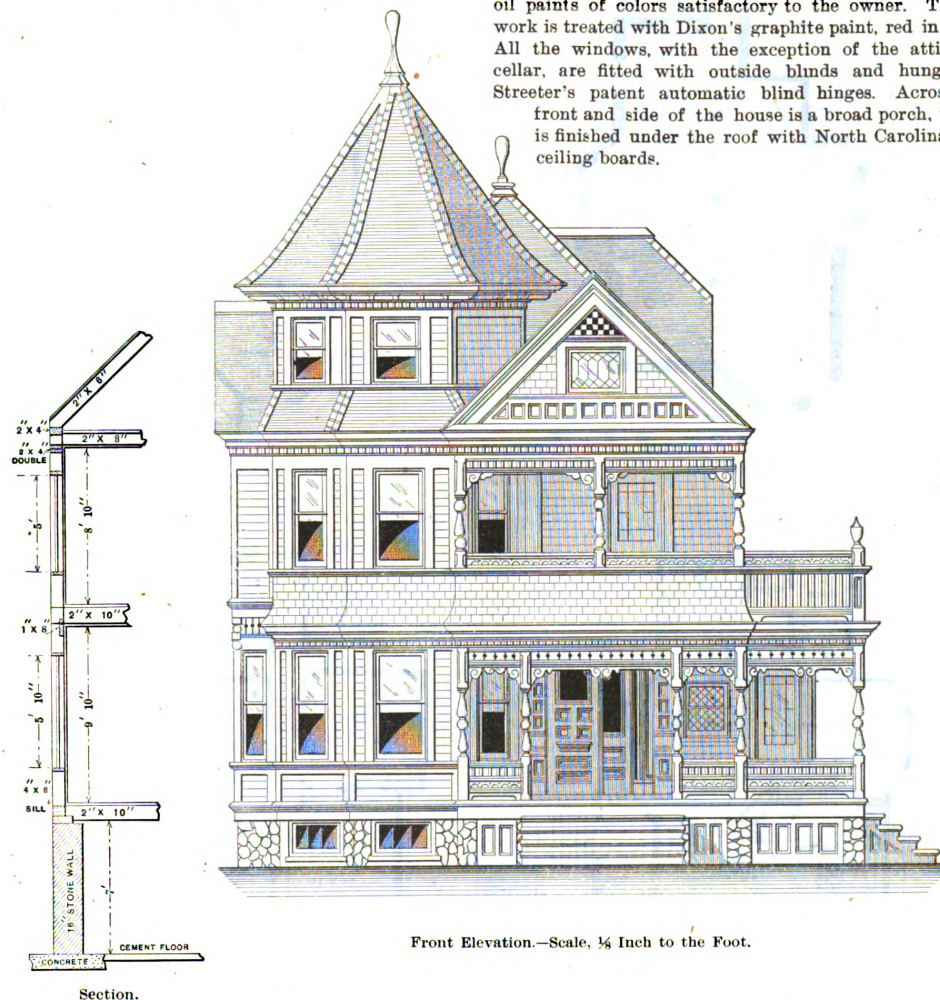 oil paints of colors satisfactory to the owner.
work is treated with Dixon's graphite paint, red in
All the windows, with the exception of the atti
cellar, are fitted with outside blinds and hung
Streeter's patent automatic blind hinges. Acros
front and side of the house is a broad porch,
is finished under the roof with North Carolina
ceiling boards.
2" X 6"
2" X 4"
2" X 8"
2" X 4"
DOUBLE
5'
8' 10"
2" X 10"
1" X 8"
5' 10"
9' 10"
4" X 8"
SILL
2" X 10"
16" STONE WALL
7'
CEMENT FLOOR
CONCRETE
Section.
Front Elevation.—Scale, ⅛ Inch to the Foot.